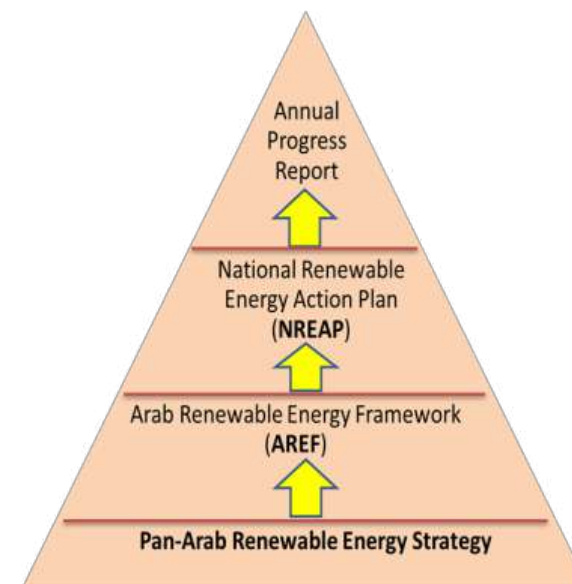 Annual
Progress
Report
National Renewable
Energy Action Plan
(NREAP)
Arab Renewable Energy Framework
(AREF)
Pan-Arab Renewable Energy Strategy